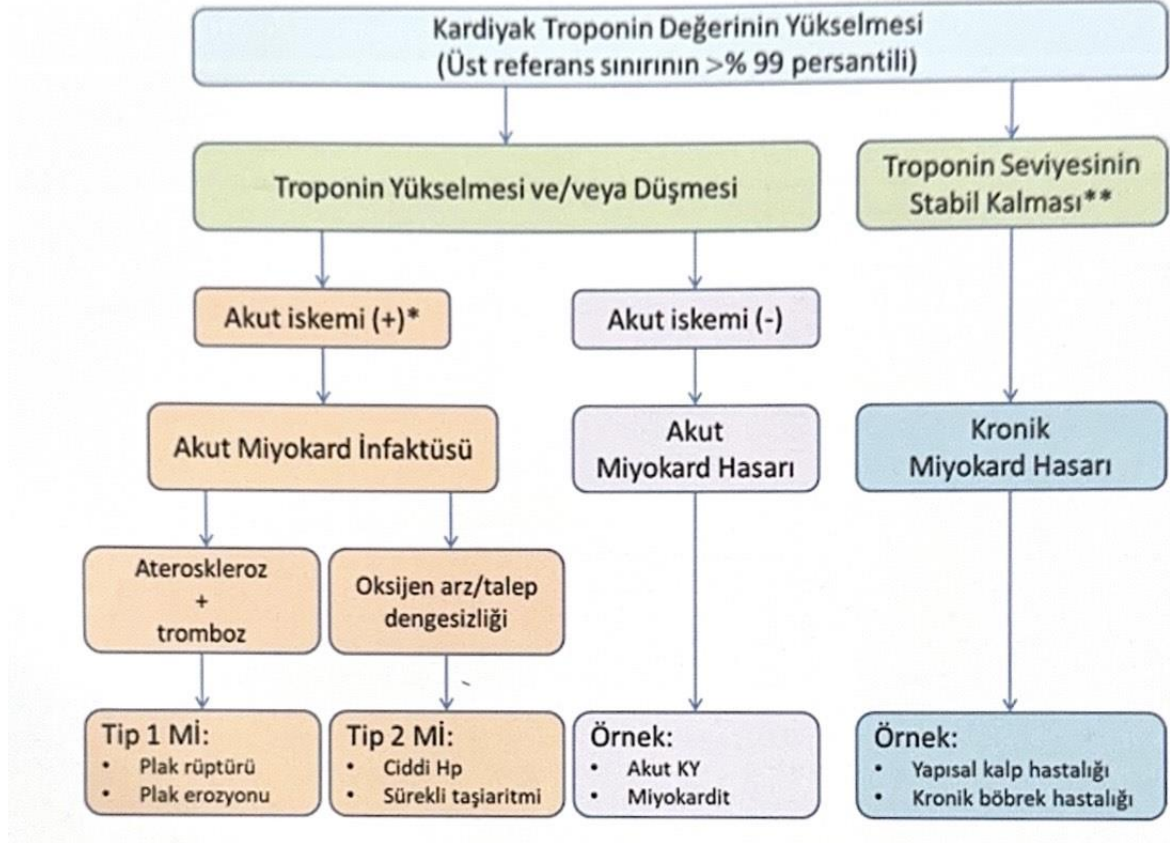 Kardiyak Troponin Değerinin Yükselmesi
(Üst referans sınırının >% 99 persantili)
Troponin Yükselmesi ve/veya Düşmesi
Troponin Seviyesinin
Stabil Kalması**
Akut iskemi (+)*
Akut iskemi (-)
Akut Miyokard İnfaktüsü
Akut
Miyokard Hasarı
Kronik
Miyokard Hasarı
Ateroskleroz
+
tromboz
Oksijen arz/talep
dengesizliği
Tip 1 Mİ:
• Plak rüptürü
• Plak erozyonu
Tip 2 Mİ:
• Ciddi Hp
• Sürekli taşiaritmi
Örnek:
• Akut KY
• Miyokardit
Örnek:
• Yapısal kalp hastalığı
• Kronik böbrek hastalığı